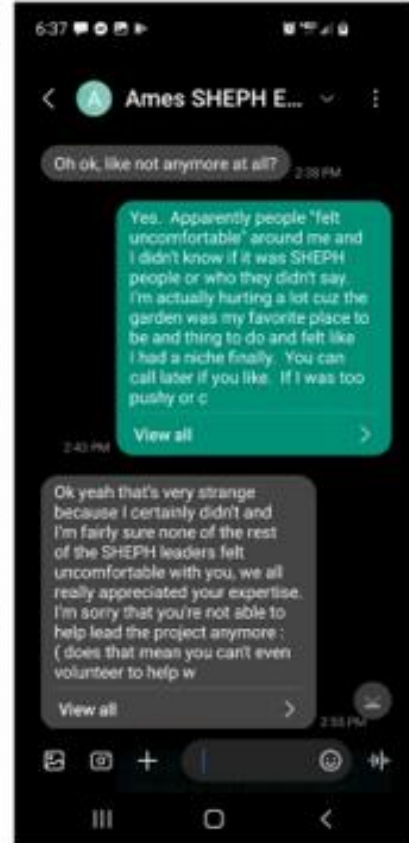 6:37
Ames SHEPH E...
Oh ok, like not anymore at all?
2:38 PM
Yes. Apparently people "felt
uncomfortable" around me and
I didn't know if it was SHEPH
people or who they didn't say.
I'm actually hurting a lot cuz the
garden was my favorite place to
be and thing to do and felt like
I had a niche finally. You can
call later if you like. If I was too
pushy or c
View all
2:43 PM
Ok yeah that's very strange
because I certainly didn't and
I'm fairly sure none of the rest
of the SHEPH leaders felt
uncomfortable with you, we all
really appreciated your expertise.
I'm sorry that you're not able to
help lead the project anymore :
( does that mean you can't even
volunteer to help w
View all
2:55 PM